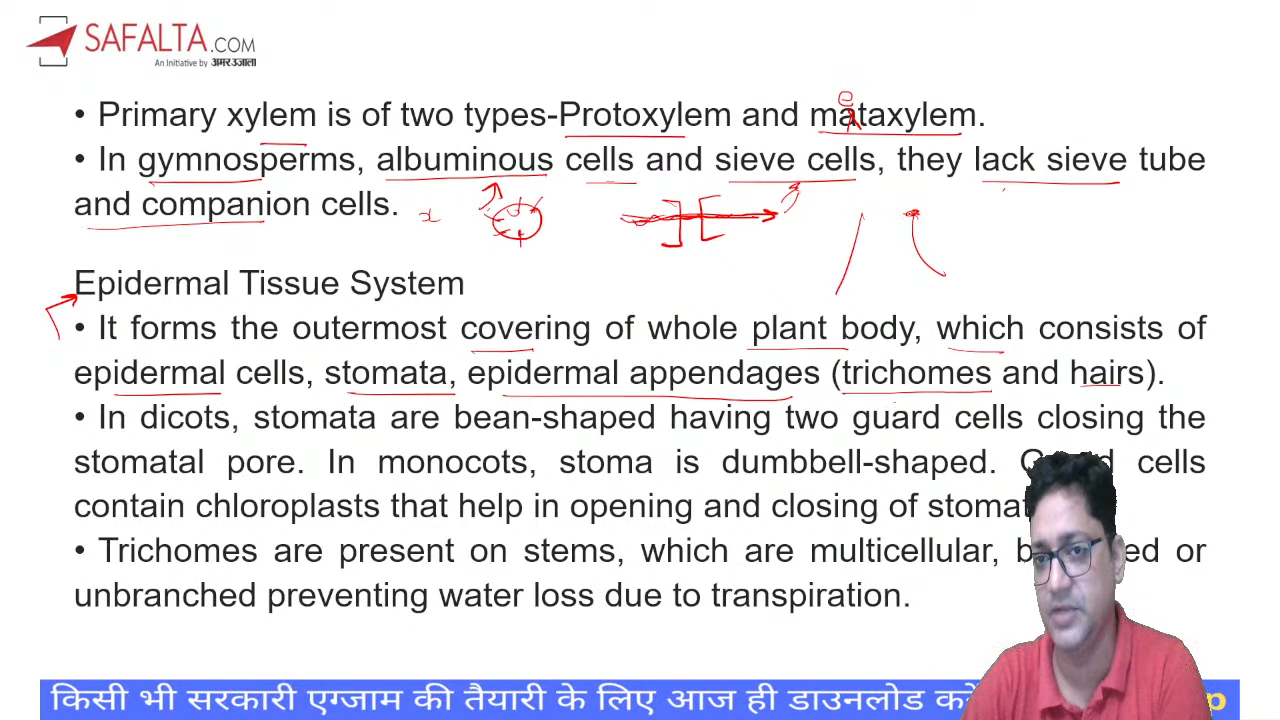 SAFALTA.COM
An Initiative by अमर उजाला
• Primary xylem is of two types-Protoxylem and mataxylem.
e
• In gymnosperms, albuminous cells and sieve cells, they lack sieve tube
and companion cells.
Epidermal Tissue System
• It forms the outermost covering of whole plant body, which consists of
epidermal cells, stomata, epidermal appendages (trichomes and hairs).
• In dicots, stomata are bean-shaped having two guard cells closing the
stomatal pore. In monocots, stoma is dumbbell-shaped. cells
contain chloroplasts that help in opening and closing of
• Trichomes are present on stems, which are multicellular, or
unbranched preventing water loss due to transpiration.
किसी भी सरकारी एग्जाम की तैयारी के लिए आज ही डाउनलोड